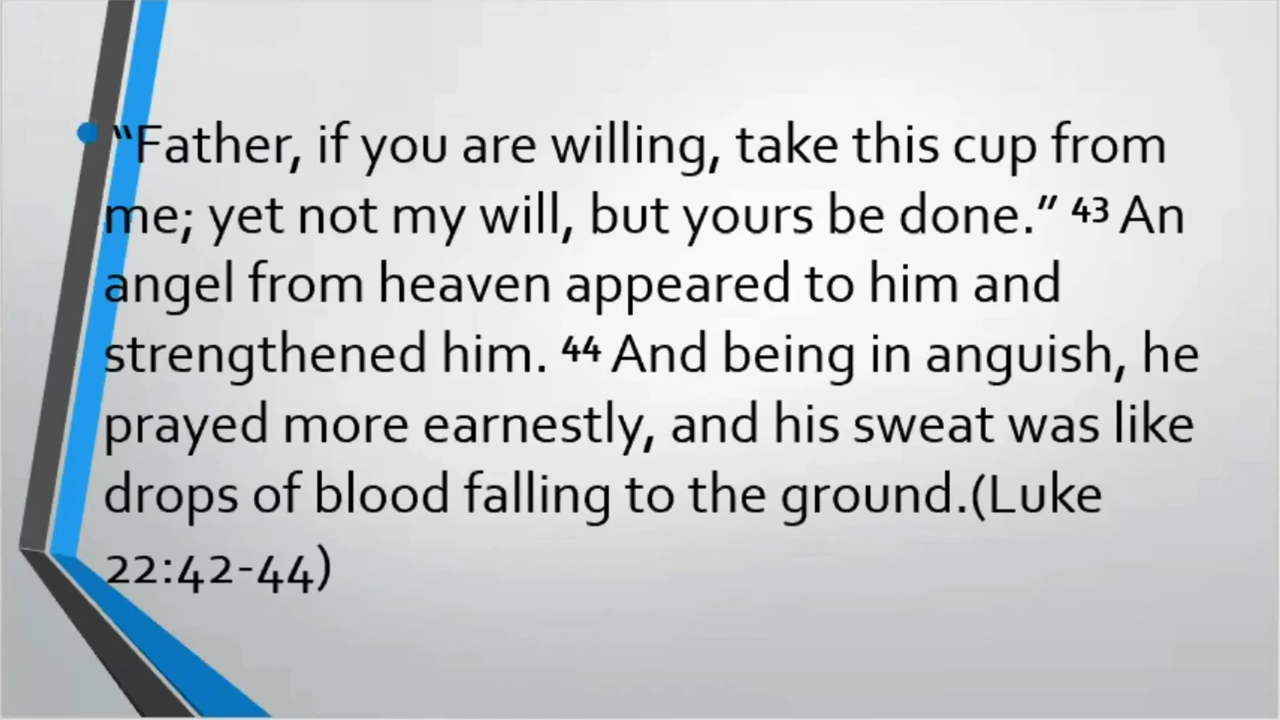 • “Father, if you are willing, take this cup from
me; yet not my will, but yours be done.” 43 An
angel from heaven appeared to him and
strengthened him. 44 And being in anguish, he
prayed more earnestly, and his sweat was like
drops of blood falling to the ground.(Luke
22:42-44)